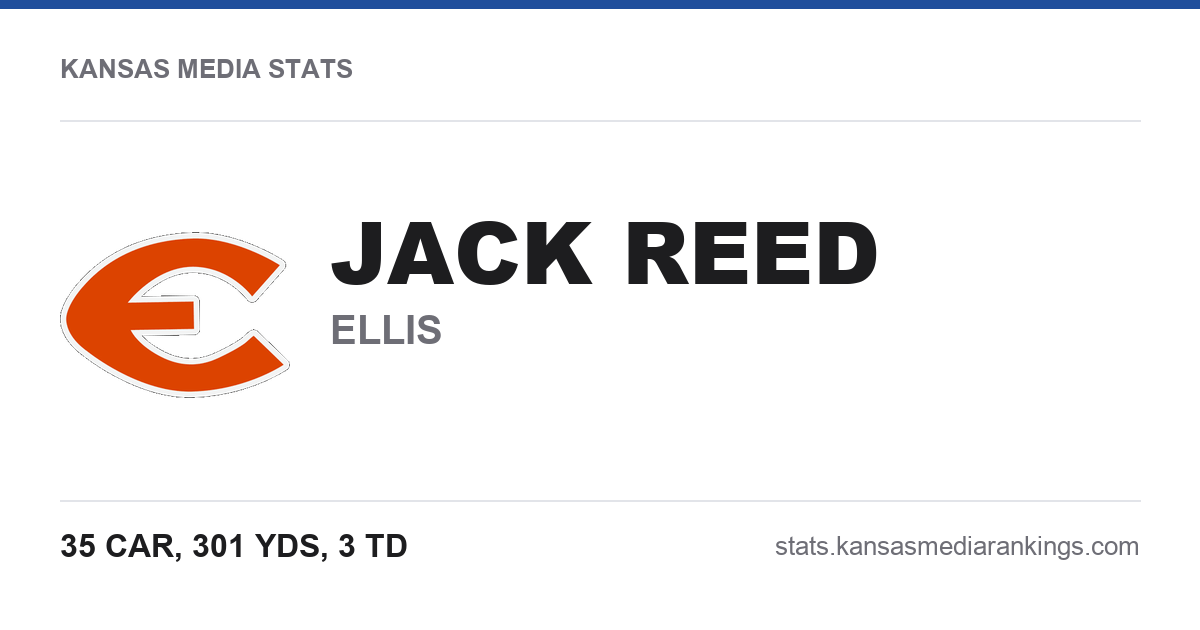 KANSAS MEDIA STATS
JACK REED
ELLIS
35 CAR, 301 YDS, 3 TD
stats.kansasmediarankings.com